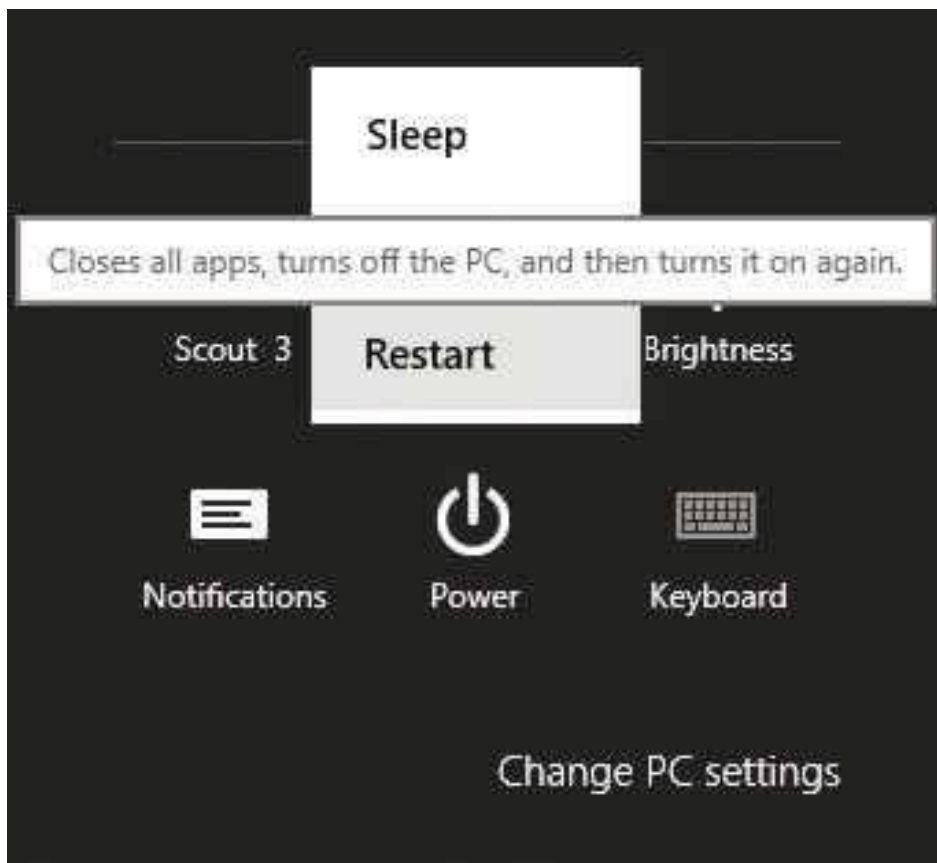 Sleep
Closes all apps, turns off the PC, and then turns it on again.
Scout 3
Restart
Brightness
Notifications
Power
Keyboard
Change PC settings